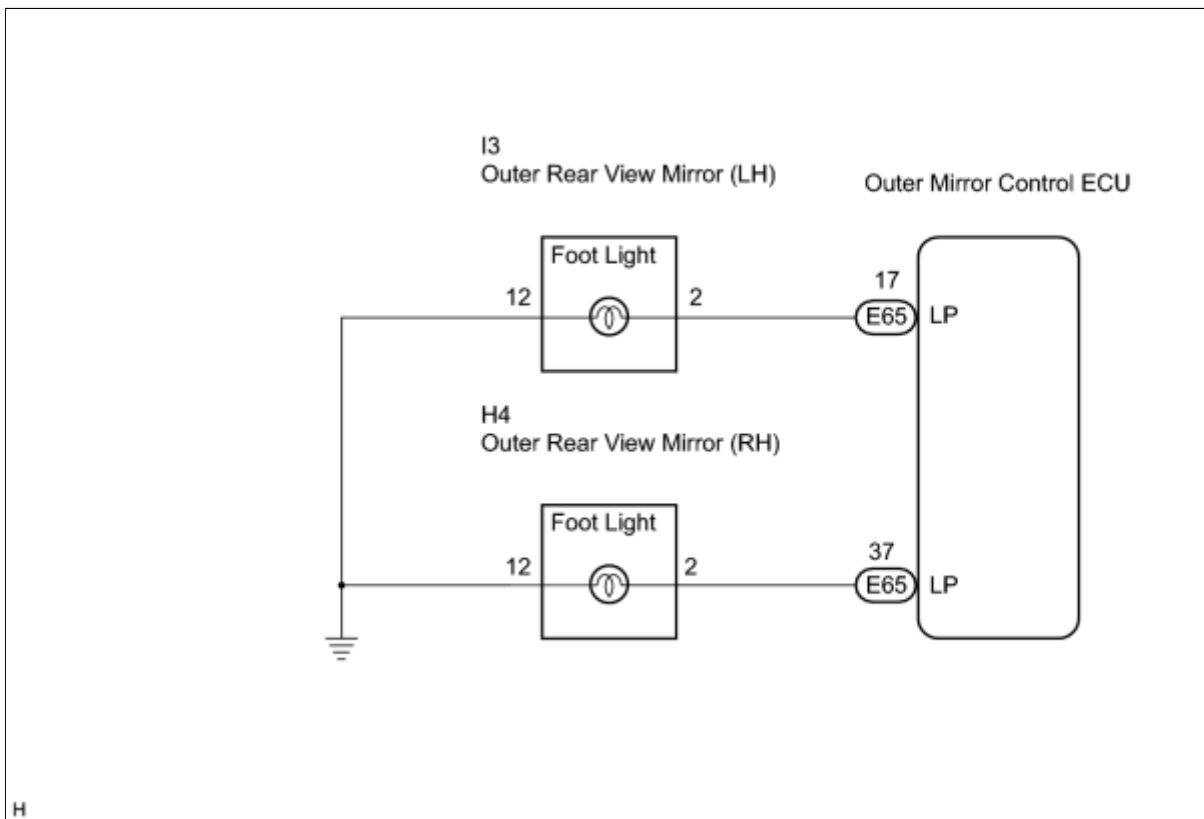 I3
Outer Rear View Mirror (LH)
Outer Mirror Control ECU
Foot Light
12
2
17
E65
LP
H4
Outer Rear View Mirror (RH)
Foot Light
12
2
37
E65
LP
H